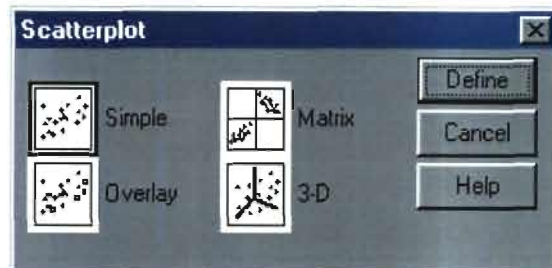 Scatterplot
Simple
Matrix
Define
Cancel
Overlay
3-D
Help